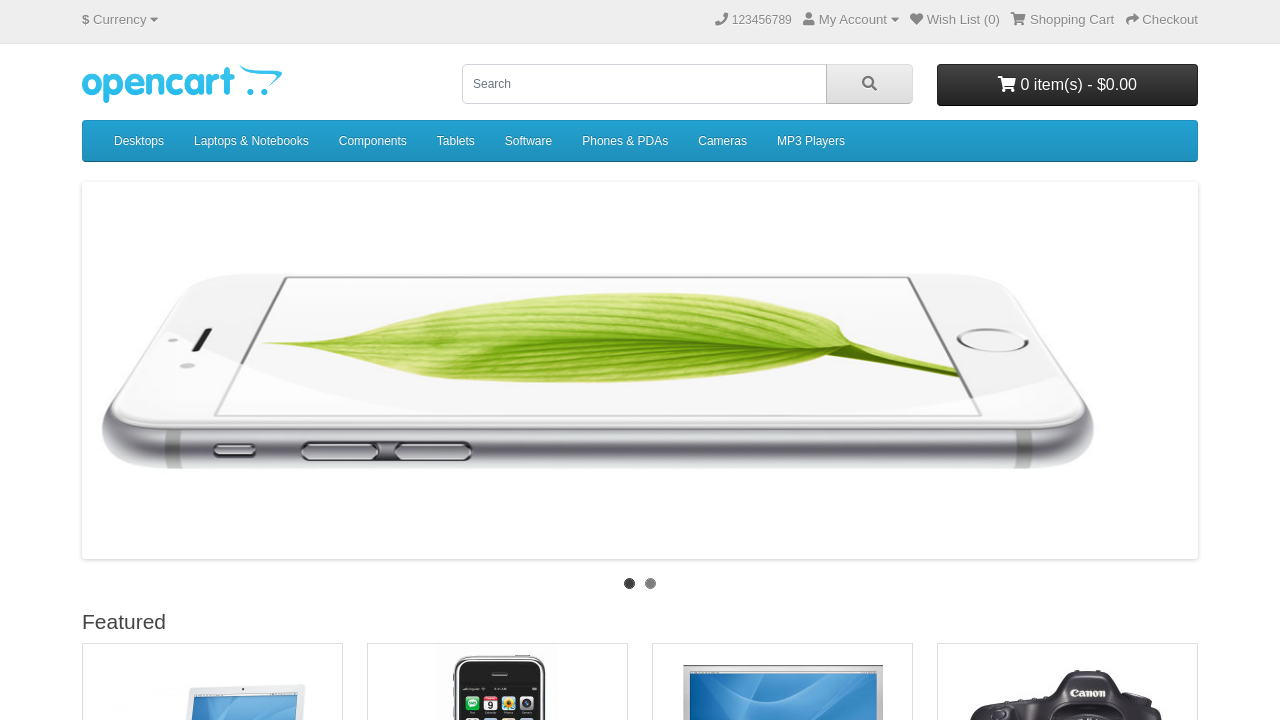 $ Currency
123456789 My Account Wish List (0) Shopping Cart Checkout
opencart
Search
0 item(s) - $0.00
Desktops Laptops & Notebooks Components Tablets Software Phones & PDAs Cameras MP3 Players
Featured
Canon